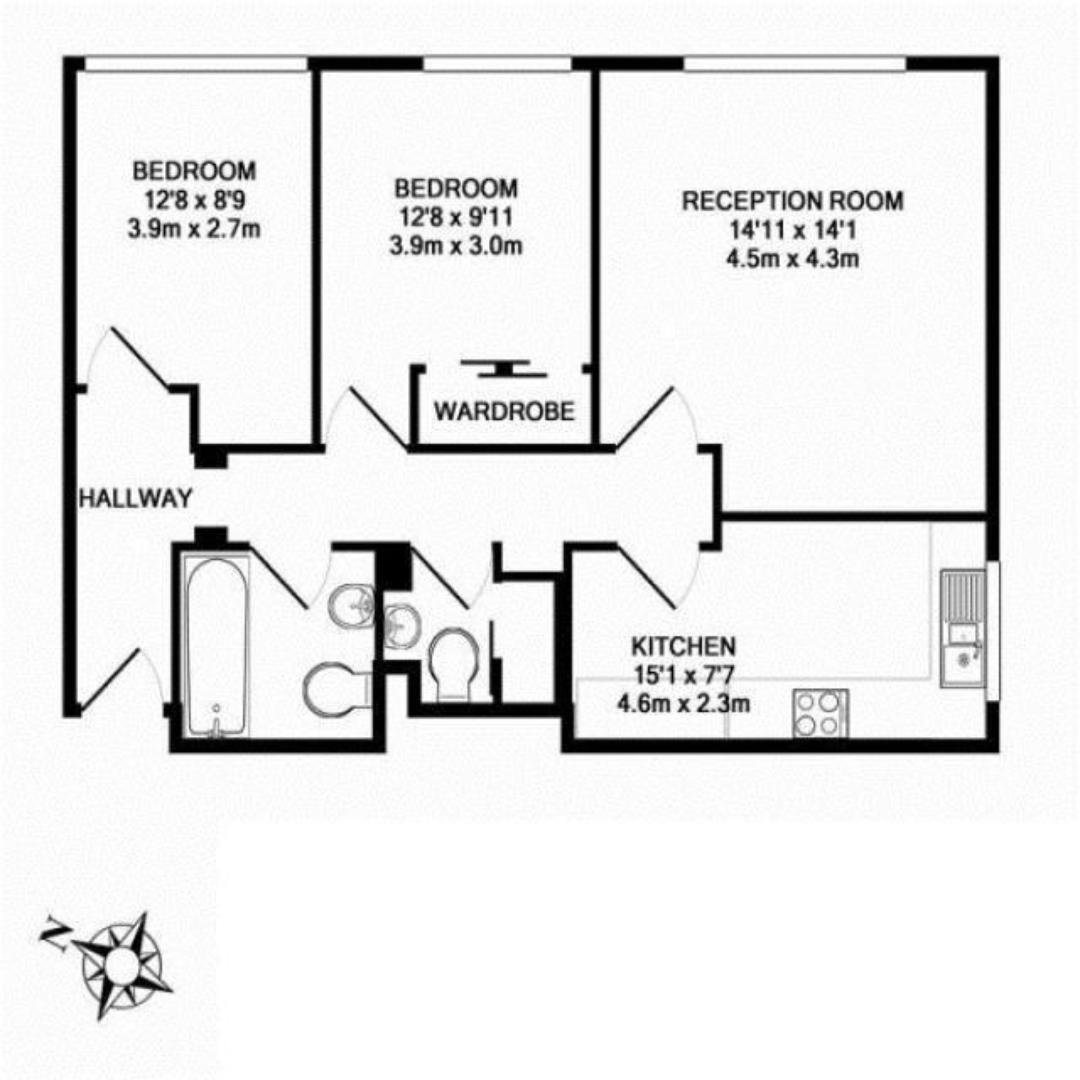 BEDROOM
12'8 x 8'9
3.9m x 2.7m
BEDROOM
12'8 x 9'11
3.9m x 3.0m
RECEPTION ROOM
14'11 x 14'1
4.5m x 4.3m
WARDROBE
HALLWAY
KITCHEN
15'1 x 7'7
4.6m x 2.3m
N